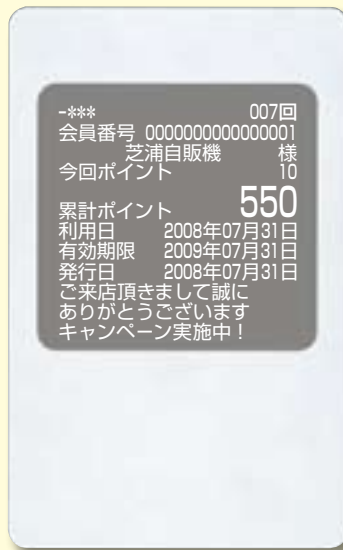 -*** 007回
会員番号 0000000000000001
芝浦自販機 様
今回ポイント 10
累計ポイント 550
利用日 2008年07月31日
有効期限 2009年07月31日
発行日 2008年07月31日
ご来店頂きまして誠に
ありがとうございます
キャンペーン実施中!